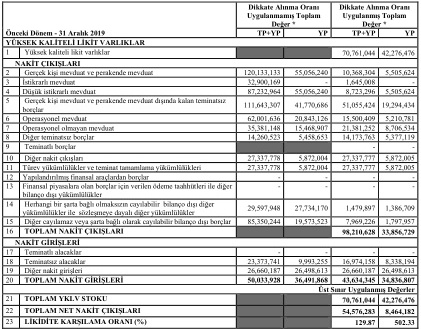 Dikkate Alınma Oranı Uygulanmamış Toplam Değer * Dikkate Alınma Oranı Uygulanmış Toplam Değer *
Önceki Dönem - 31 Aralık 2019 TP+YP YP TP+YP YP
YÜKSEK KALİTELİ LİKİT VARLIKLAR
1 Yüksek kaliteli likit varlıklar 70,761,044 42,276,476
NAKİT ÇIKIŞLARI
2 Gerçek kişi mevduat ve perakende mevduat 120,133,133 55,056,240 10,368,304 5,505,624
3 İstikrarlı mevduat 32,900,169 - 1,645,008 -
4 Düşük istikrarlı mevduat 87,232,964 55,056,240 8,723,296 5,505,624
5 Gerçek kişi mevduat ve perakende mevduat dışında kalan teminatsız borçlar 111,643,307 41,770,686 51,055,424 19,294,434
6 Operasyonel mevduat 62,001,636 20,843,126 15,500,409 5,210,781
7 Operasyonel olmayan mevduat 35,381,148 15,468,907 21,381,252 8,706,534
8 Diğer teminatsız borçlar 14,260,523 5,458,653 14,173,763 5,377,119
9 Teminatlı borçlar - -
10 Diğer nakit çıkışları 27,337,778 5,872,004 27,337,777 5,872,005
11 Türev yükümlülükler ve teminat tamamlama yükümlülükleri 27,337,778 5,872,004 27,337,777 5,872,005
12 Yapılandırılmış finansal araçlardan borçlar - - - -
13 Finansal piyasalara olan borçlar için verilen ödeme taahhütleri ile diğer bilanço dışı yükümlülükler - - - -
14 Herhangi bir şarta bağlı olmaksızın cayılabilir bilanço dışı diğer yükümlülükler ile sözleşmeye dayalı diğer yükümlülükler 29,597,948 27,734,170 1,479,897 1,386,709
15 Diğer cayılamaz veya şarta bağlı olarak cayılabilir bilanço dışı borçlar 85,350,244 19,573,523 7,969,226 1,797,957
16 TOPLAM NAKİT ÇIKIŞLARI 98,210,628 33,856,729
NAKİT GİRİŞLERİ
17 Teminatlı alacaklar - - - -
18 Teminatsız alacaklar 23,373,741 9,993,255 16,974,158 8,338,194
19 Diğer nakit girişleri 26,660,187 26,498,613 26,660,187 26,498,613
20 TOPLAM NAKİT GİRİŞLERİ 50,033,928 36,491,868 43,634,345 34,836,807
Üst Sınır Uygulanmış Değerler
21 TOPLAM YKLV STOKU 70,761,044 42,276,476
22 TOPLAM NET NAKİT ÇIKIŞLARI 54,576,283 8,464,182
23 LİKİDİTE KARŞILAMA ORANI (%) 129.87 502.33